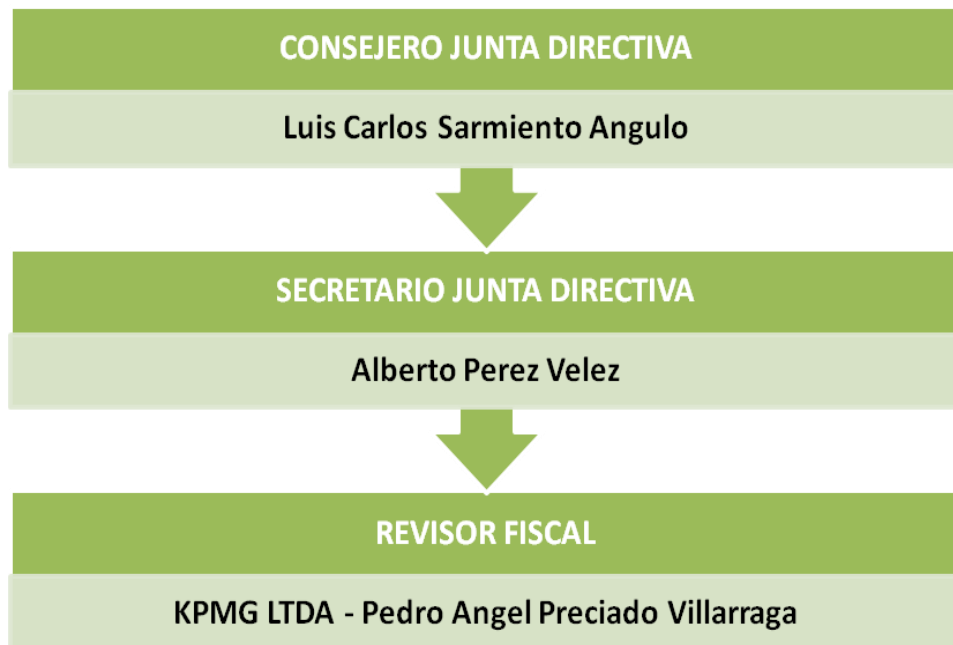 CONSEJERO JUNTA DIRECTIVA
Luis Carlos Sarmiento Angulo
SECRETARIO JUNTA DIRECTIVA
Alberto Perez Velez
REVISOR FISCAL
KPMG LTDA - Pedro Angel Preciado Villarraga